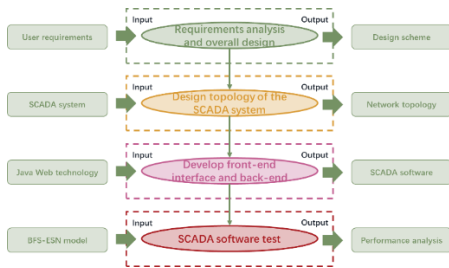 Input
Output
User requirements
Requirements analysis
and overall design
Design scheme
Input
Output
SCADA system
Design topology of the
SCADA system
Network topology
Input
Output
Java Web technology
Develop front-end
interface and back-end
SCADA software
Input
Output
BFS-ESN model
SCADA software test
Performance analysis